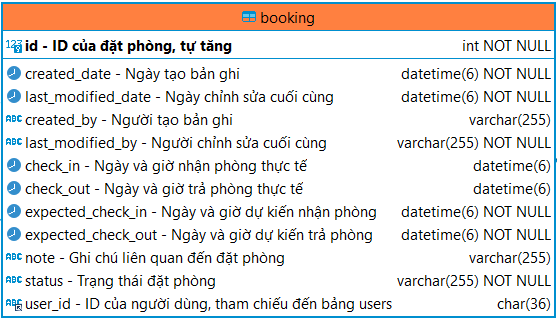 booking
123 id - ID của đặt phòng, tự tăng int NOT NULL
created_date - Ngày tạo bản ghi datetime(6) NOT NULL
last_modified_date - Ngày chỉnh sửa cuối cùng datetime(6) NOT NULL
ABC created_by - Người tạo bản ghi varchar(255)
ABC last_modified_by - Người chỉnh sửa cuối cùng varchar(255) NOT NULL
check_in - Ngày và giờ nhận phòng thực tế datetime(6)
check_out - Ngày và giờ trả phòng thực tế datetime(6)
expected_check_in - Ngày và giờ dự kiến nhận phòng datetime(6) NOT NULL
expected_check_out - Ngày và giờ dự kiến trả phòng datetime(6) NOT NULL
ABC note - Ghi chú liên quan đến đặt phòng varchar(255)
ABC status - Trạng thái đặt phòng varchar(255) NOT NULL
ABC user_id - ID của người dùng, tham chiếu đến bảng users char(36)